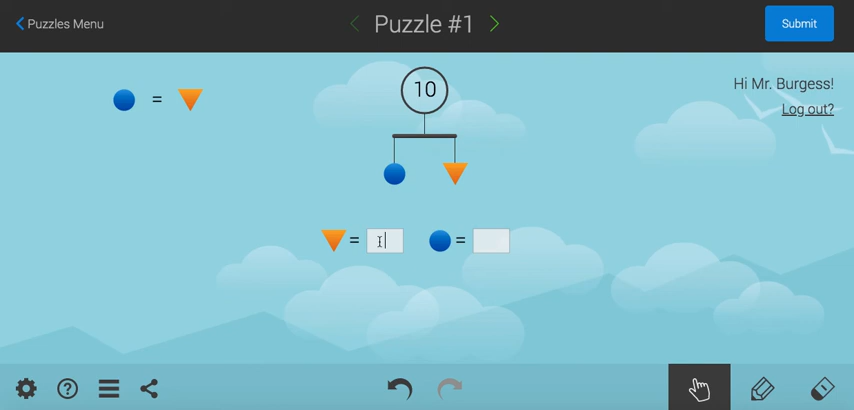 Puzzles Menu
Puzzle #1
Submit
Hi Mr. Burgess!
Log out?
=
10
=
=